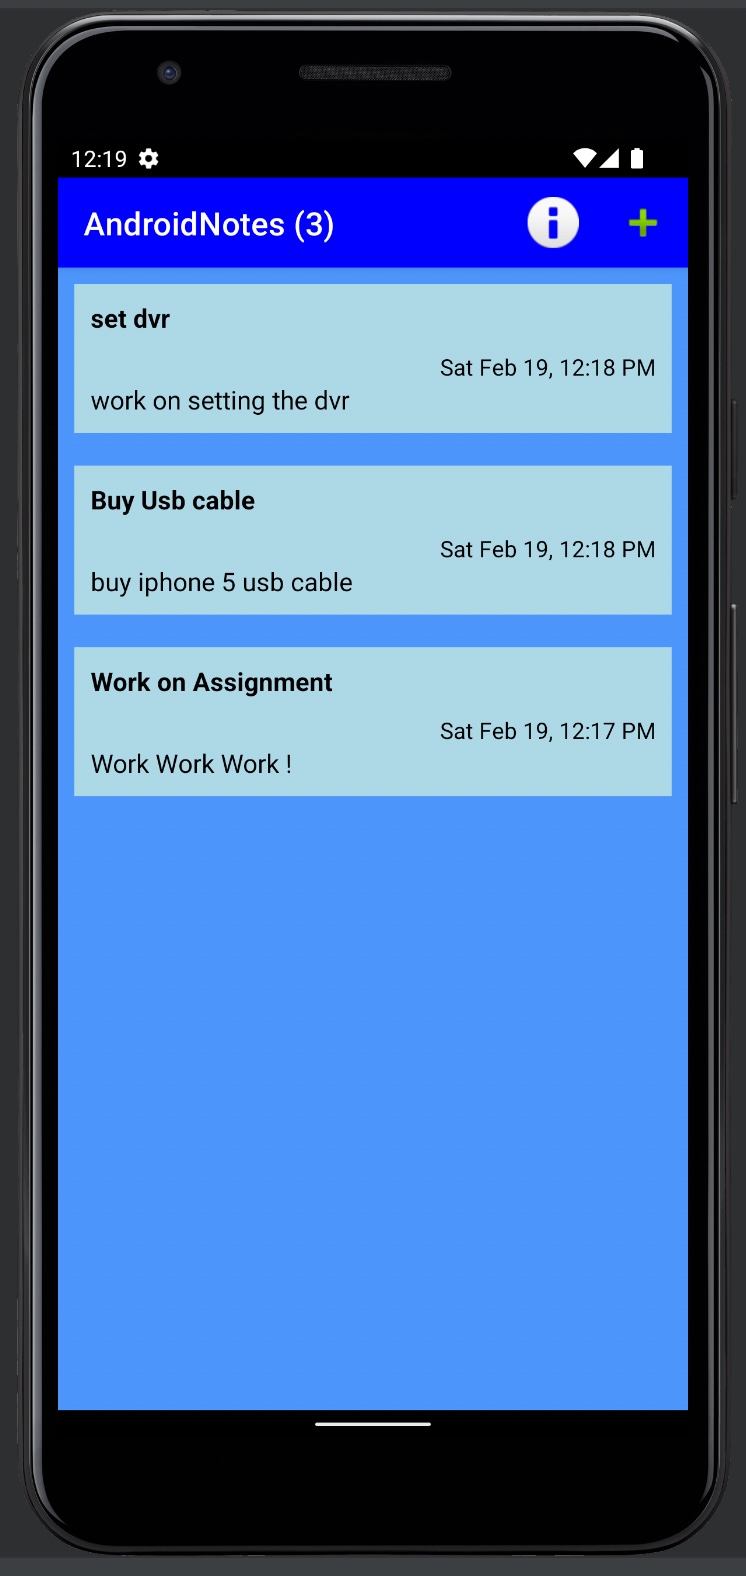 12:19
AndroidNotes (3)
set dvr
Sat Feb 19, 12:18 PM
work on setting the dvr
Buy Usb cable
Sat Feb 19, 12:18 PM
buy iphone 5 usb cable
Work on Assignment
Sat Feb 19, 12:17 PM
Work Work Work !